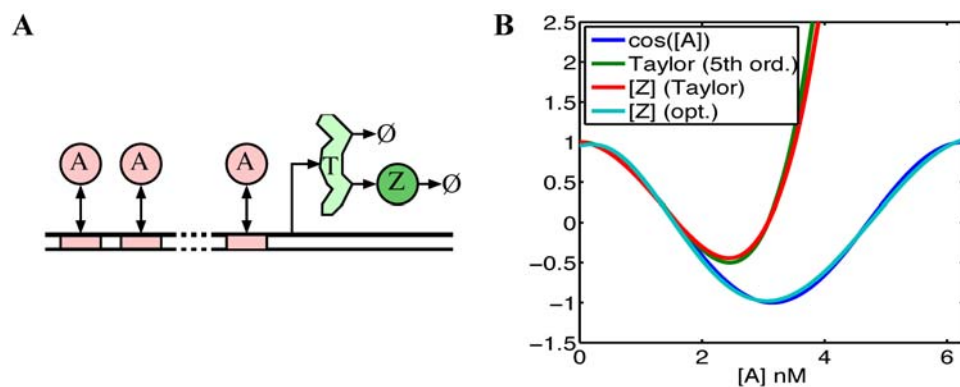 A
B
A
A
A
T
Ø
Z
Ø
cos([A])
Taylor (5th ord.)
[Z] (Taylor)
[Z] (opt.)
2.5
2
1.5
1
0.5
0
−0.5
−1
−1.5
0
2
4
6
[A] nM